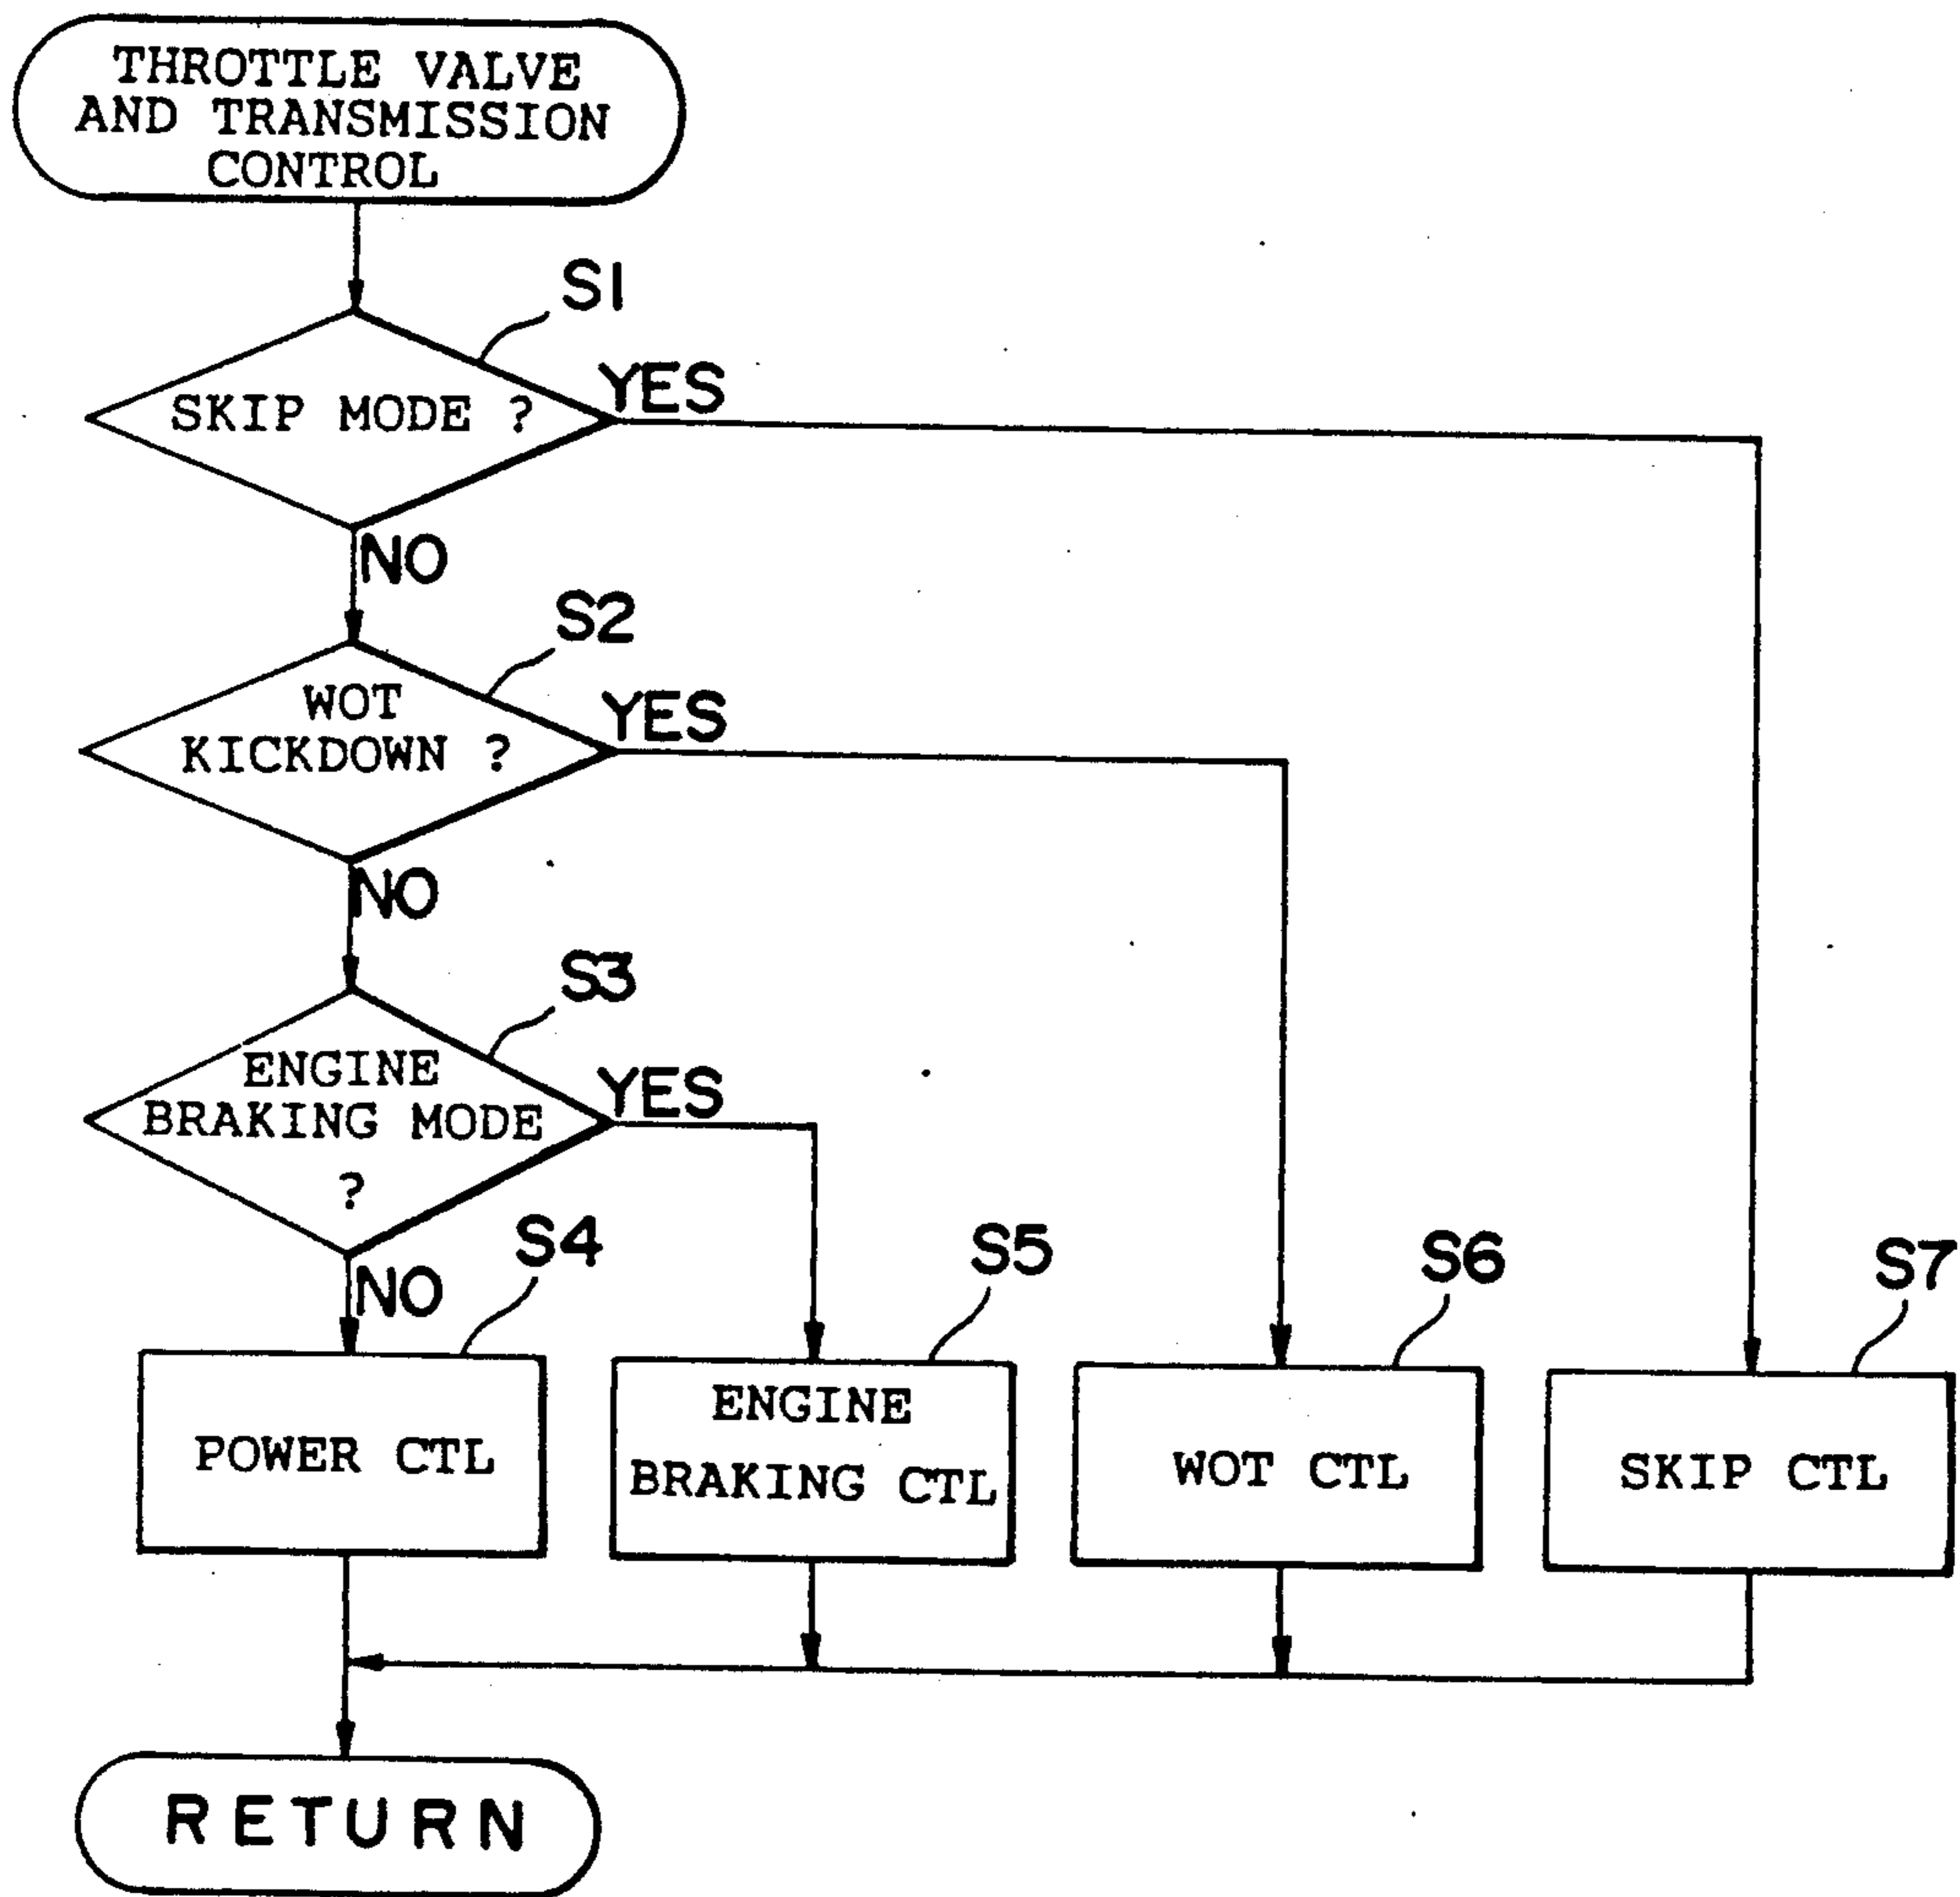 THROTTLE VALVE
AND TRANSMISSION
CONTROL
S1
SKIP MODE ?
YES
NO
S2
WOT
KICKDOWN ?
YES
NO
S3
ENGINE
BRAKING MODE
?
YES
NO
S4
S5
S6
S7
POWER CTL
ENGINE
BRAKING CTL
WOT CTL
SKIP CTL
RETURN